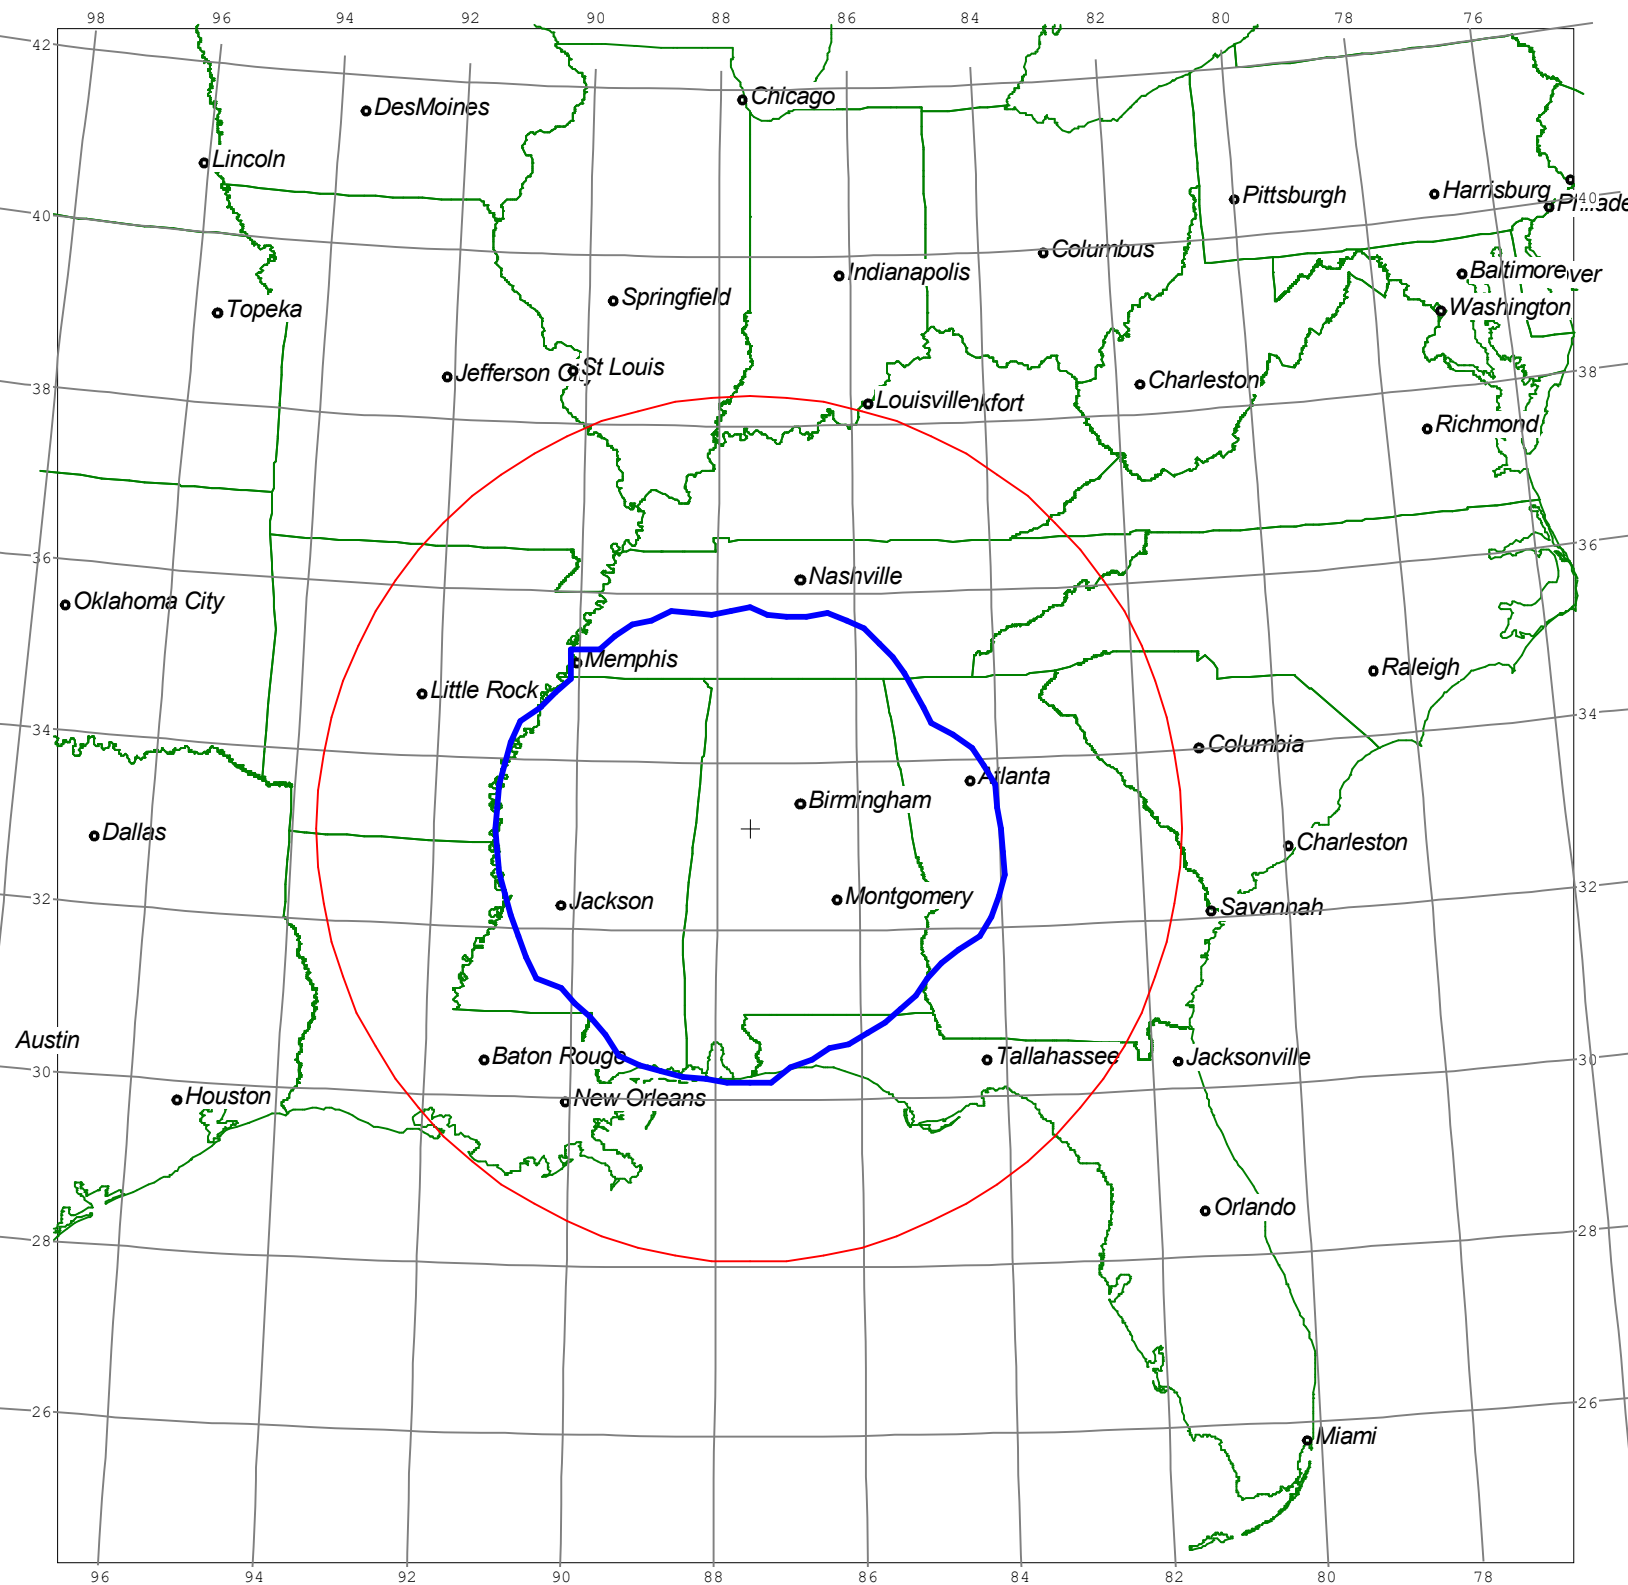 98 96 94 92 90 88 86 84 82 80 78 76
42
Chicago
DesMoines
Lincoln
Pittsburgh
Harrisburg
40
40
Columbus
Indianapolis
Baltimore
ver
Springfield
Topeka
Washington
St Louis
Jefferson
38
38
Charleston
Louisville
nkfort
Richmond
36
36
Nashville
Oklahoma City
Memphis
Raleigh
Little Rock
34
34
Columbia
Atlanta
Birmingham
Dallas
Charleston
32
32
Jackson
Montgomery
Savannah
Austin
Baton Rouge
Tallahassee
Jacksonville
30
30
Houston
New Orleans
Orlando
28
28
26
26
Miami
96 94 92 90 88 86 84 82 80 78